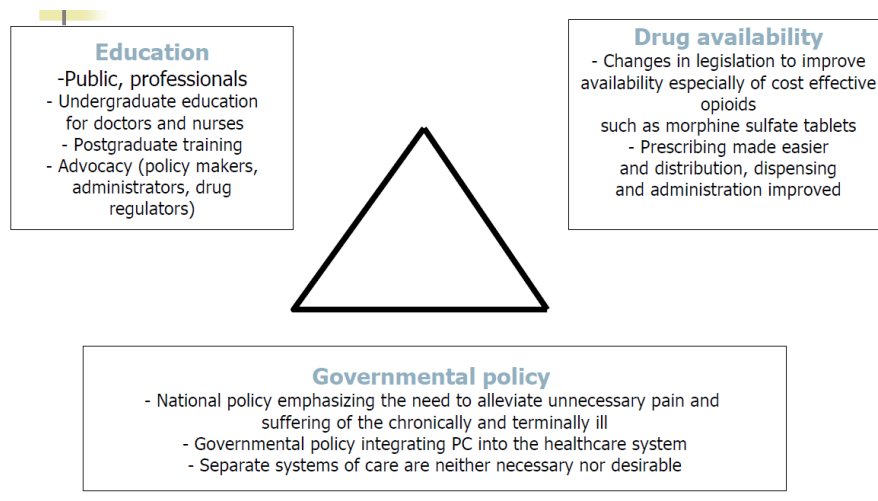 Education
-Public, professionals
- Undergraduate education
for doctors and nurses
- Postgraduate training
- Advocacy (policy makers,
administrators, drug
regulators)
Drug availability
- Changes in legislation to improve
availability especially of cost effective
opioids
such as morphine sulfate tablets
- Prescribing made easier
and distribution, dispensing
and administration improved
Governmental policy
- National policy emphasizing the need to alleviate unnecessary pain and
suffering of the chronically and terminally ill
- Governmental policy integrating PC into the healthcare system
- Separate systems of care are neither necessary nor desirable